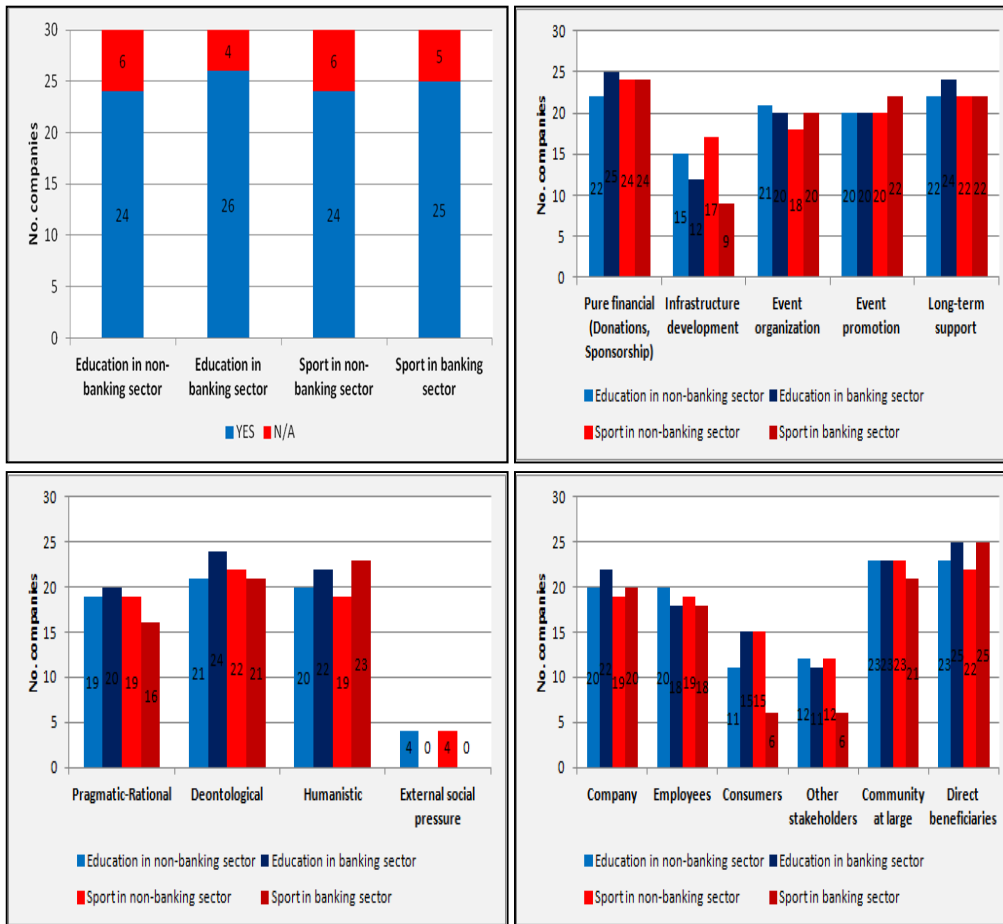 No. companies
30
25
20
15
10
5
0
6
4
6
5
24
26
24
25
Education in non-
banking sector
Education in
banking sector
Sport in non-
banking sector
Sport in banking
sector
YES
N/A
No. companies
30
25
20
15
10
5
0
22
25
24
24
15
12
17
9
21
20
18
20
20
20
20
22
22
24
22
22
Pure financial
(Donations,
Sponsorship)
Infrastructure
development
Event
organization
Event
promotion
Long-term
support
Education in non-banking sector
Education in banking sector
Sport in non-banking sector
Sport in banking sector
No. companies
30
25
20
15
10
5
0
19
20
19
16
21
24
22
21
20
22
19
23
4
0
4
0
Pragmatic-Rational
Deontological
Humanistic
External social
pressure
Education in non-banking sector
Education in banking sector
Sport in non-banking sector
Sport in banking sector
No. companies
30
25
20
15
10
5
0
20
22
19
20
20
18
19
18
11
15
15
6
12
11
12
6
23
23
23
21
23
25
22
25
Company
Employees
Consumers
Other
stakeholders
Community
at large
Direct
beneficiaries
Education in non-banking sector
Education in banking sector
Sport in non-banking sector
Sport in banking sector